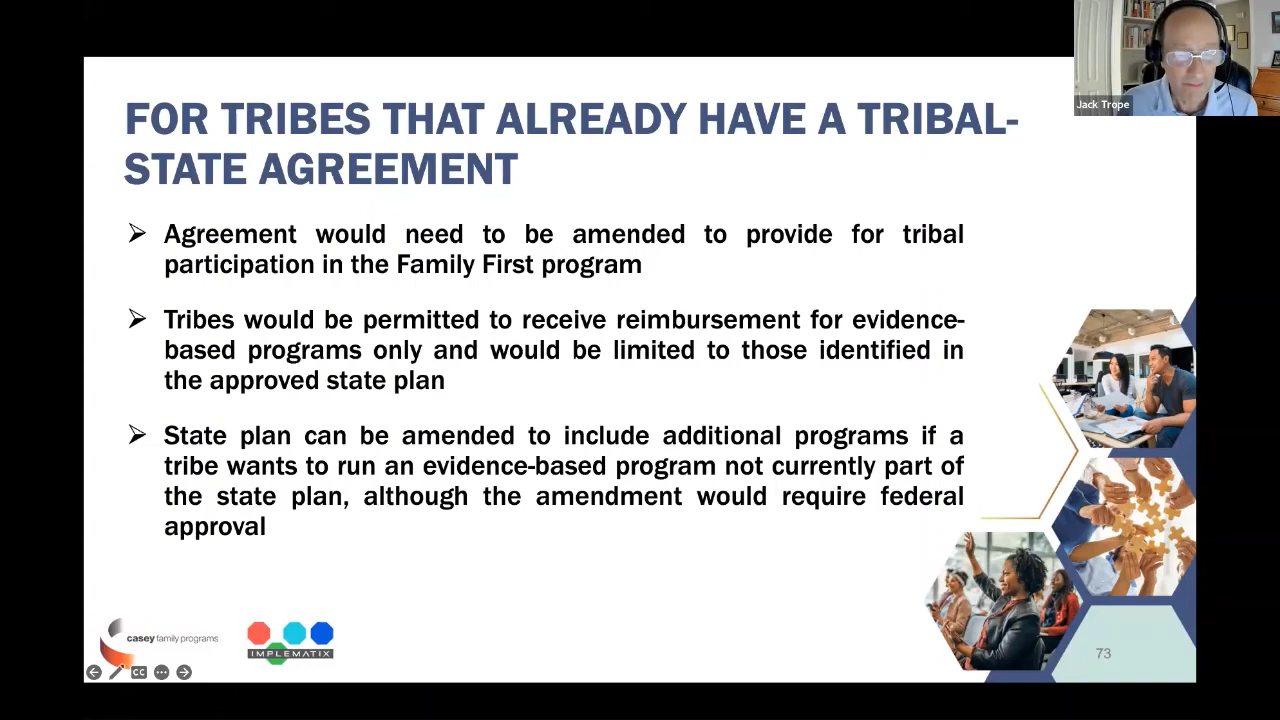 Jack Trope
FOR TRIBES THAT ALREADY HAVE A TRIBAL-
STATE AGREEMENT
Agreement would need to be amended to provide for tribal
participation in the Family First program
Tribes would be permitted to receive reimbursement for evidence-
based programs only and would be limited to those identified in
the approved state plan
State plan can be amended to include additional programs if a
tribe wants to run an evidence-based program not currently part of
the state plan, although the amendment would require federal
approval
casey family programs
IMPLEMATIX
CC
73